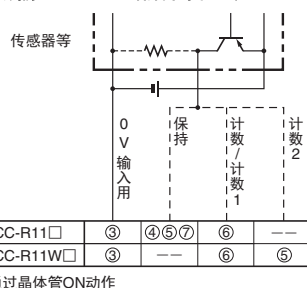 传感器等
0V输入用
保持
计数/计数1
计数2
CC-R11□ ③ ④⑤⑦ ⑥ --
CC-R11W□ ③ -- ⑥ ⑤
过晶体管ON动作